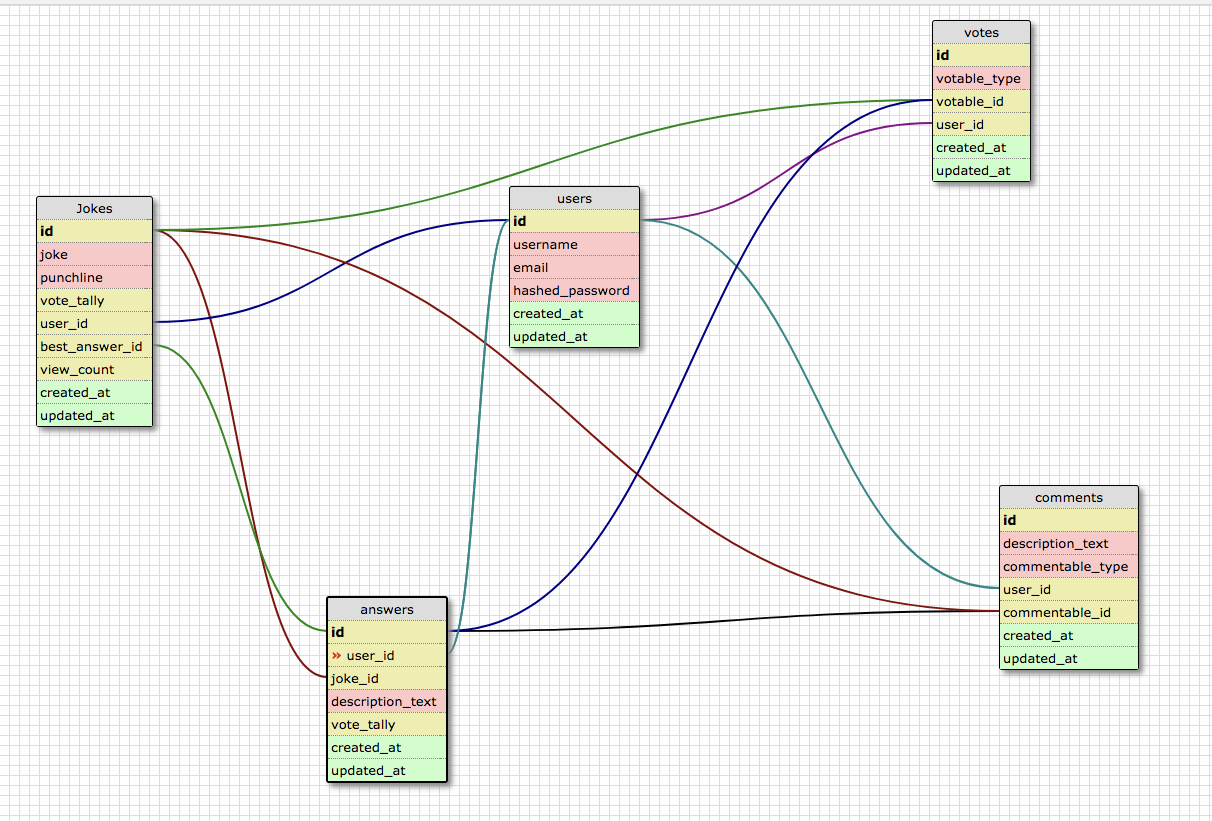 votes
id
votable_type
votable_id
user_id
created_at
updated_at
Jokes
id
joke
punchline
vote_tally
user_id
best_answer_id
view_count
created_at
updated_at
users
id
username
email
hashed_password
created_at
updated_at
comments
id
description_text
commentable_type
user_id
commentable_id
created_at
updated_at
answers
id
» user_id
joke_id
description_text
vote_tally
created_at
updated_at